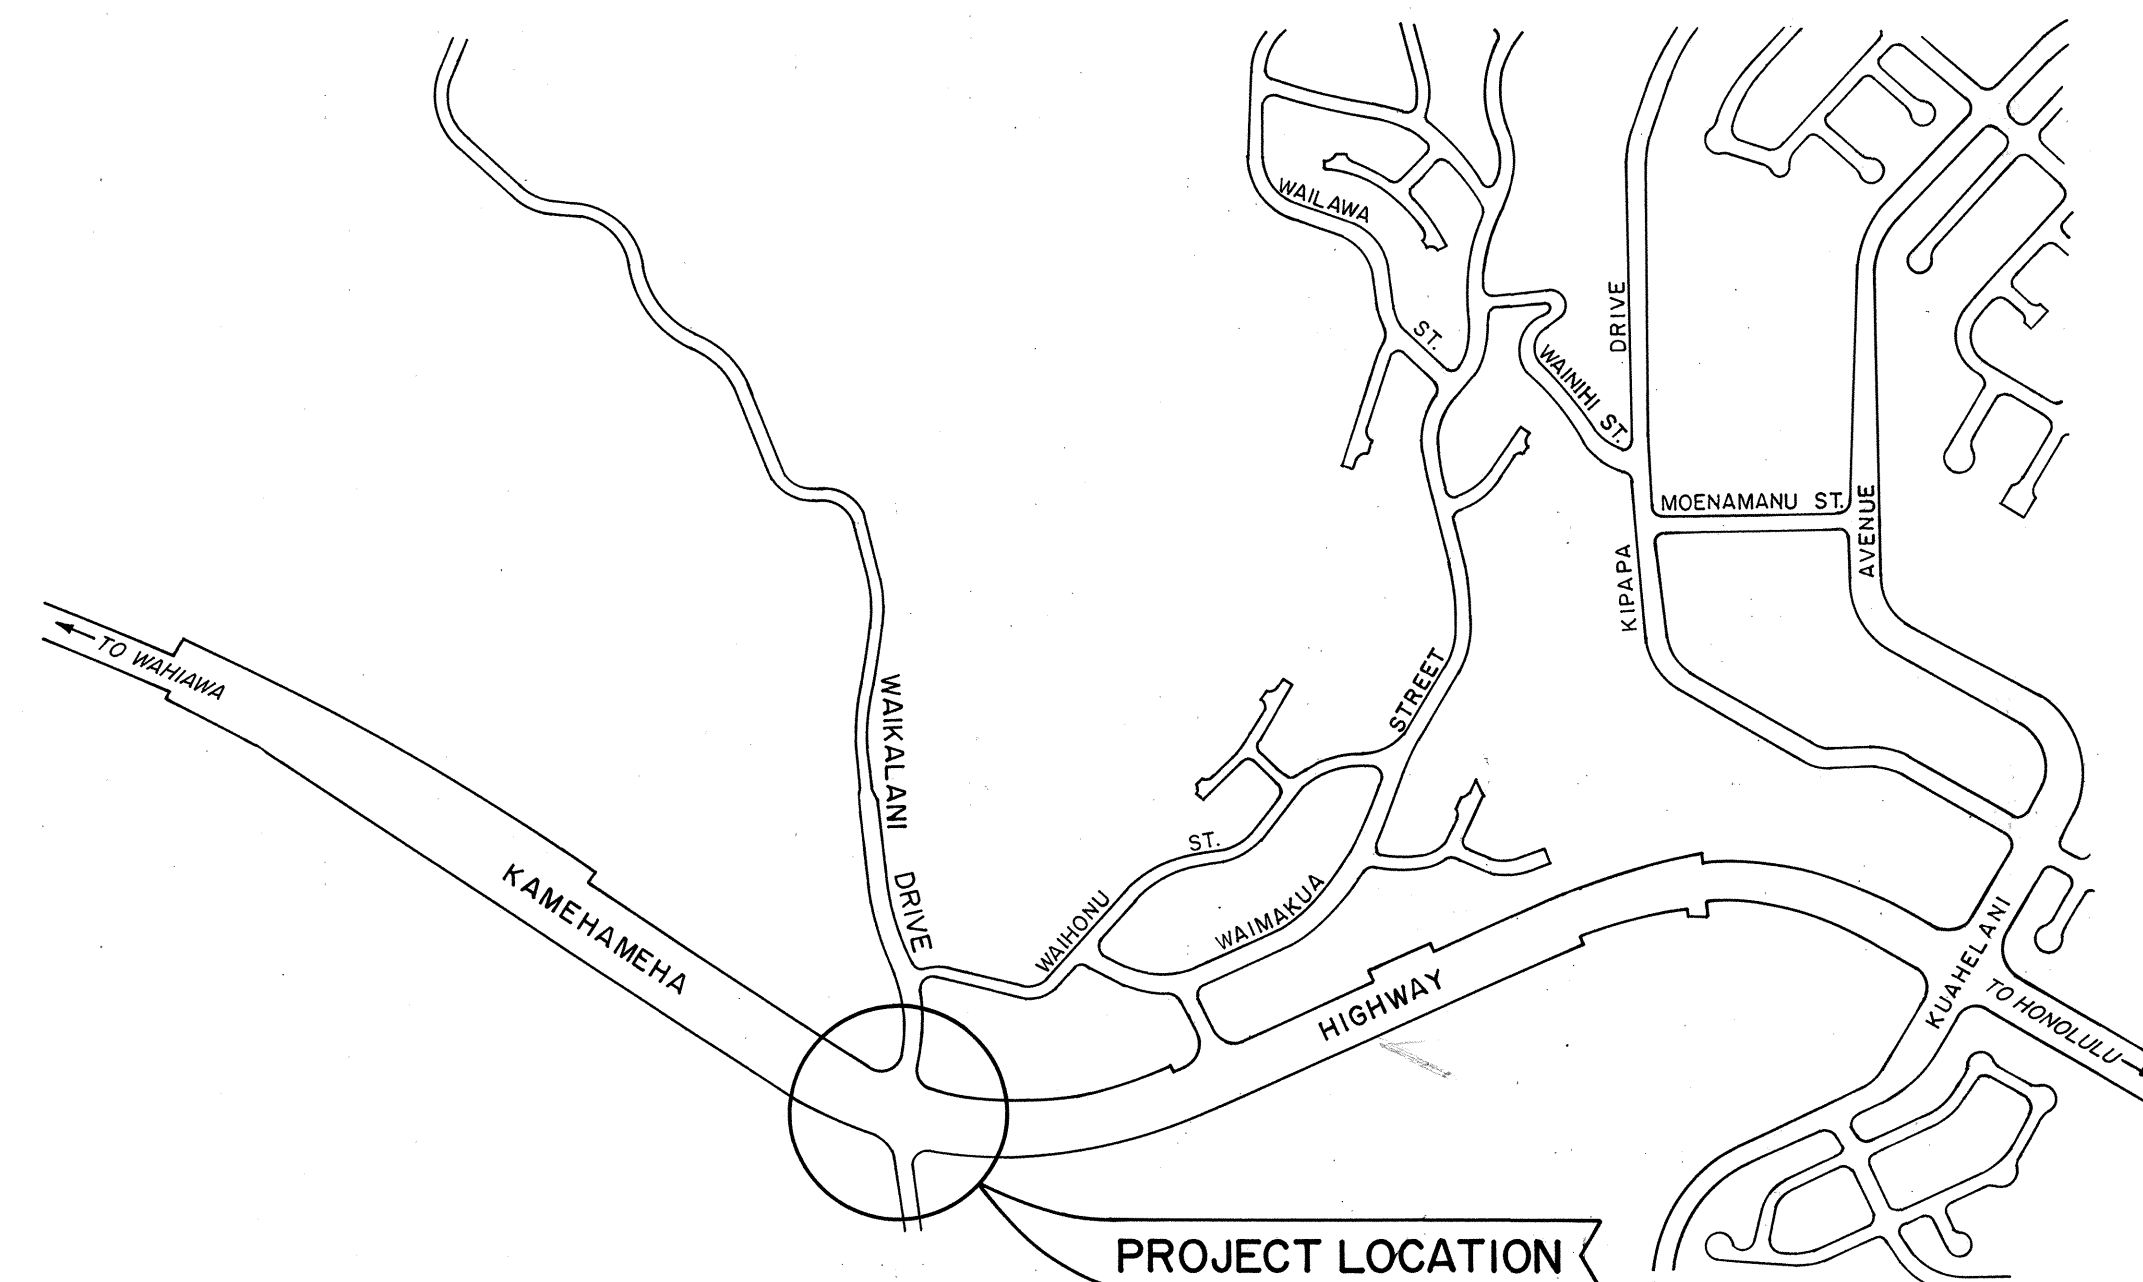 WAILAWA
ST.
WAINIHI ST.
DRIVE
KIPAPA
MOENAMANU ST.
AVENUE
KUAHELANI
TO WAHIAWA
KAMEHAMEHA
HIGHWAY
WAIKALANI
DRIVE
WAIHONU
ST.
WAIMAKUA
STREET
TO HONOLULU
PROJECT LOCATION